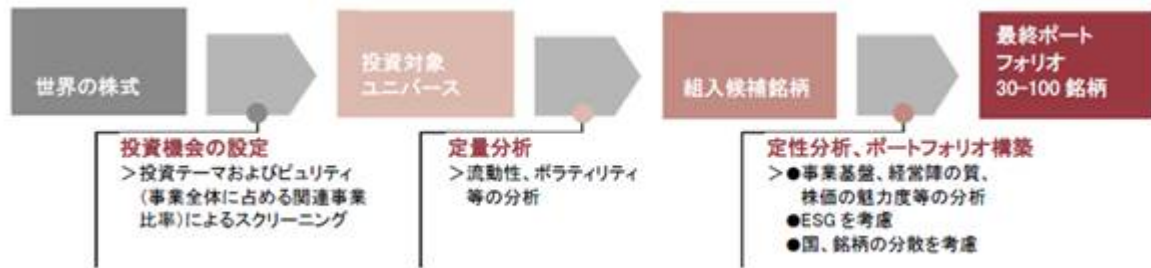 世界の株式
投資対象
ユニバース
組入候補銘柄
最終ポート
フォリオ
30-100 銘柄
投資機会の設定
＞投資テーマおよびピュリティ
（事業全体に占める関連事業
比率）によるスクリーニング
定量分析
＞流動性、ボラティリティ
等の分析
定性分析、ポートフォリオ構築
＞●事業基盤、経営陣の質、
株価の魅力度等の分析
●ESG を考慮
●国、銘柄の分散を考慮